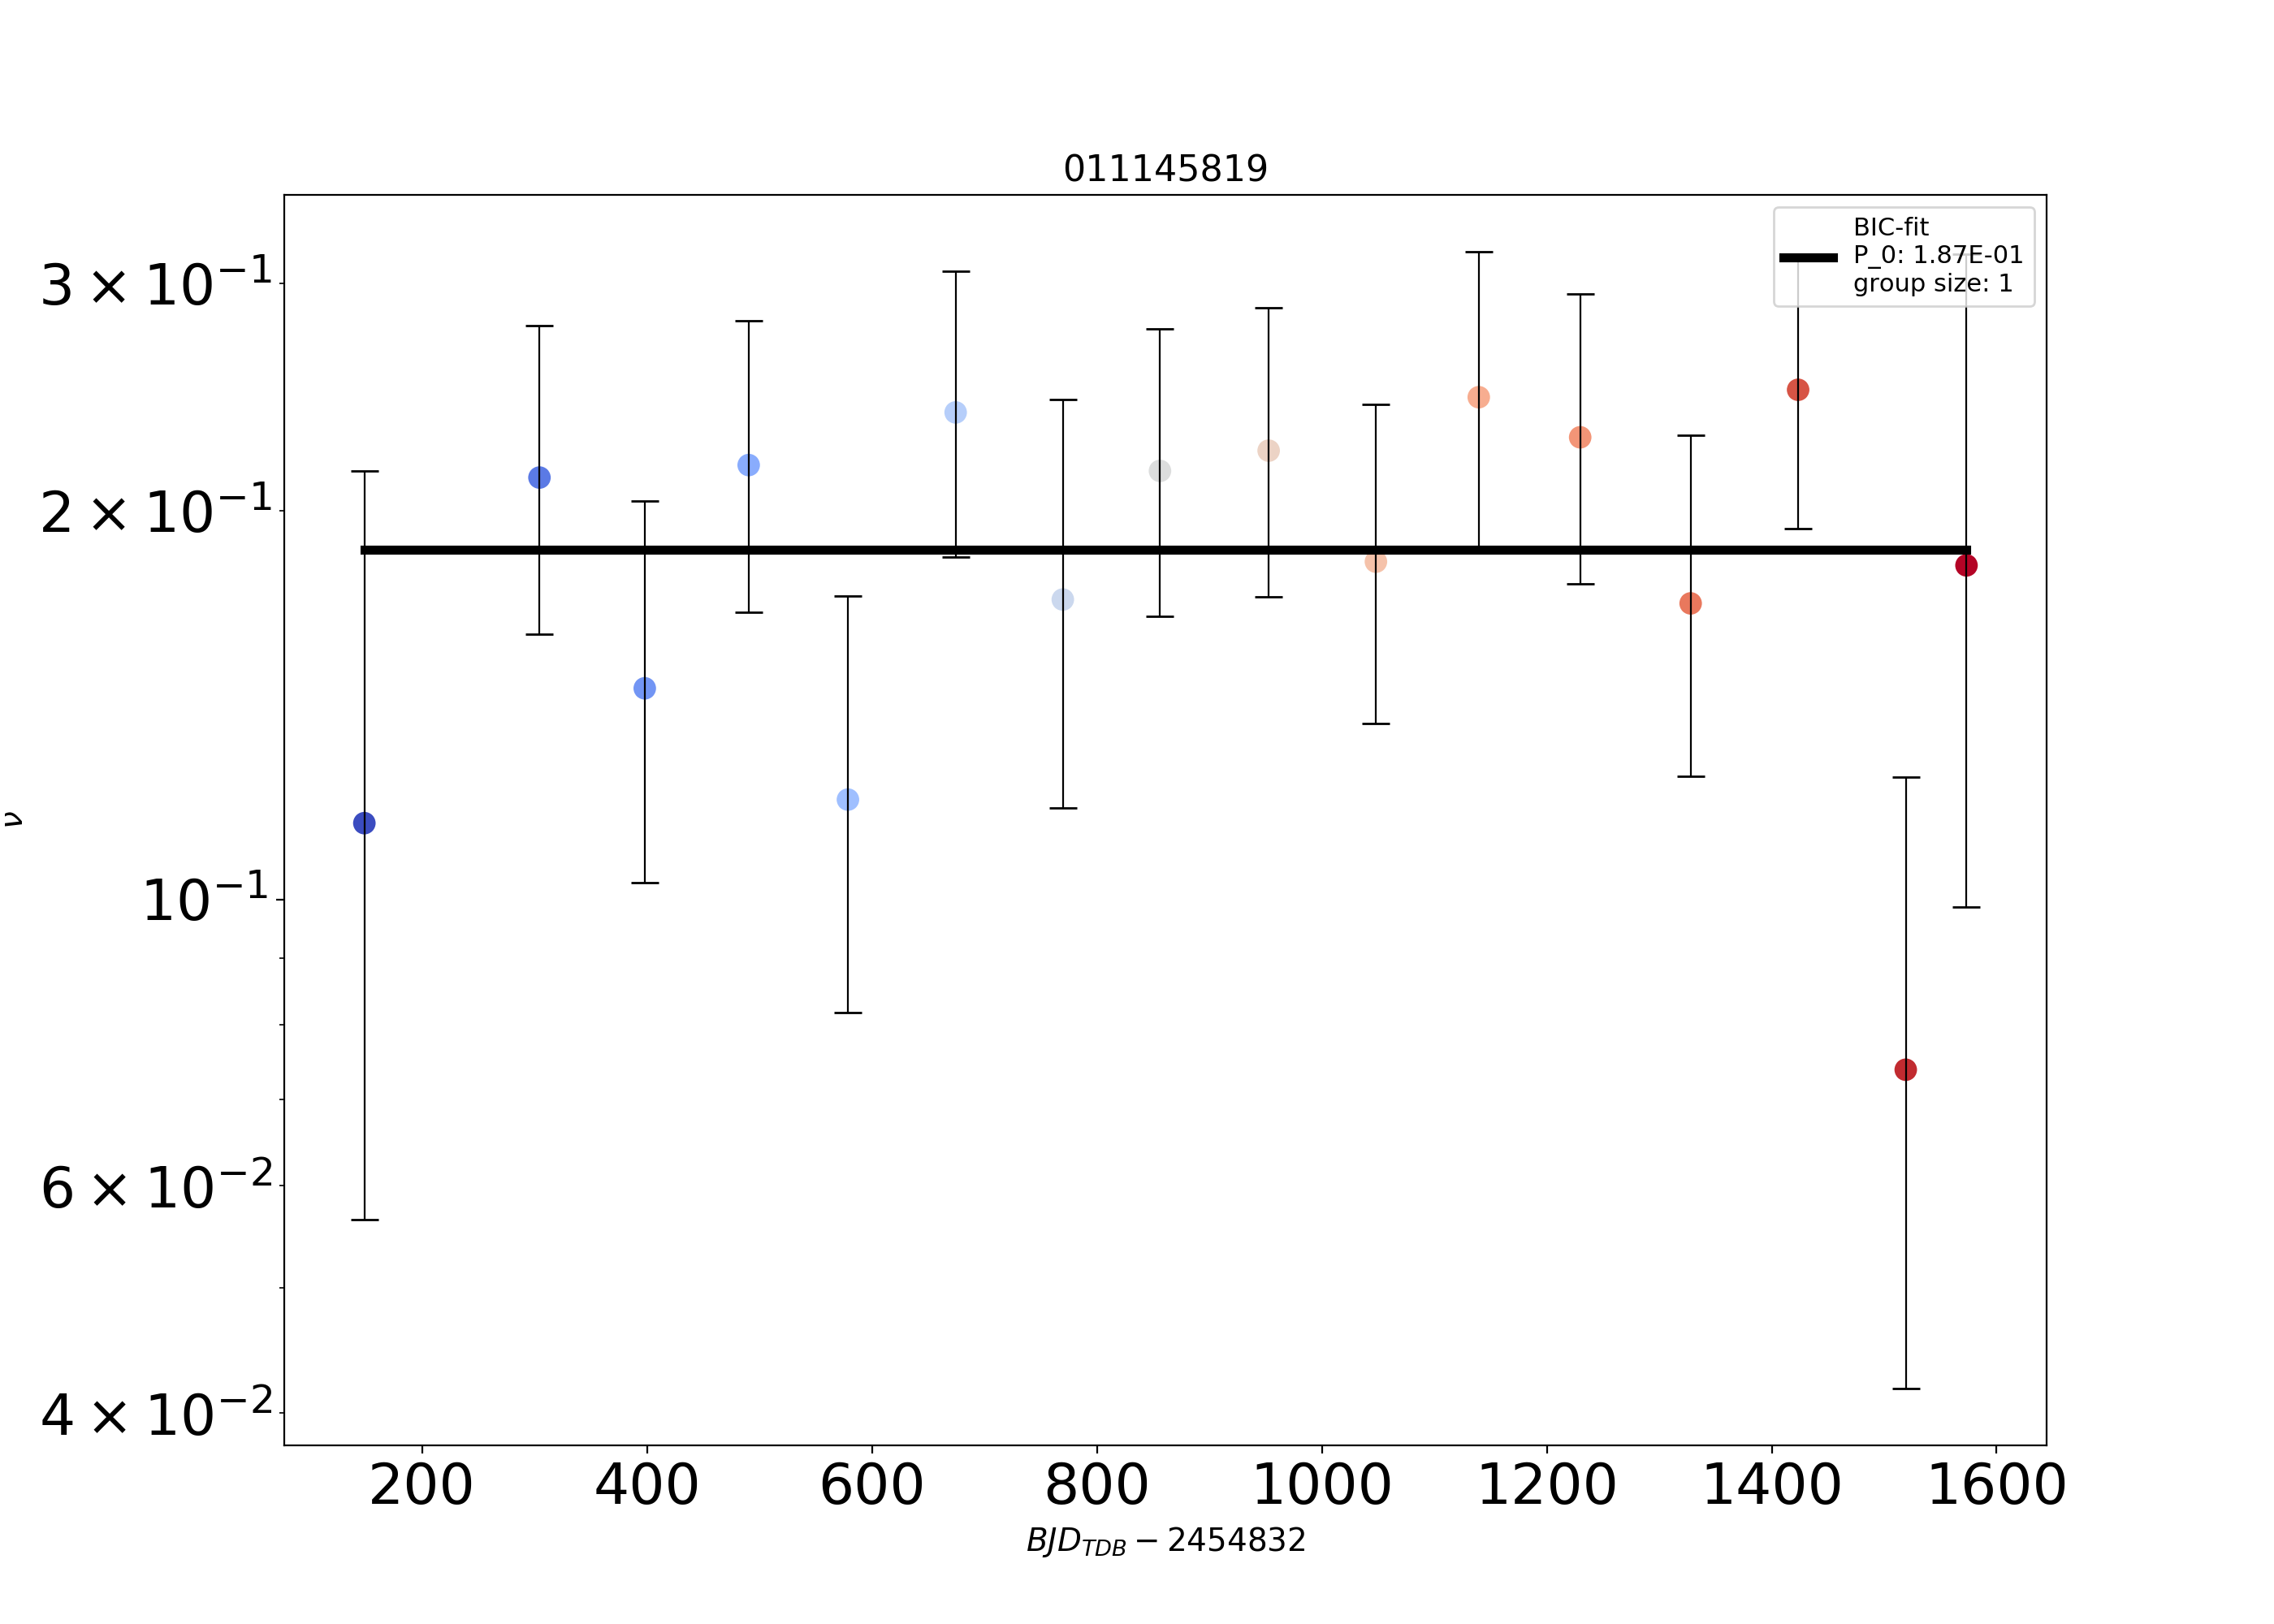 011145819
BIC-fit
P_0: 1.87E-01
group size: 1
3 × 10⁻¹
2 × 10⁻¹
10⁻¹
6 × 10⁻²
4 × 10⁻²
ν
200 400 600 800 1000 1200 1400 1600
BJD_TDB − 2454832